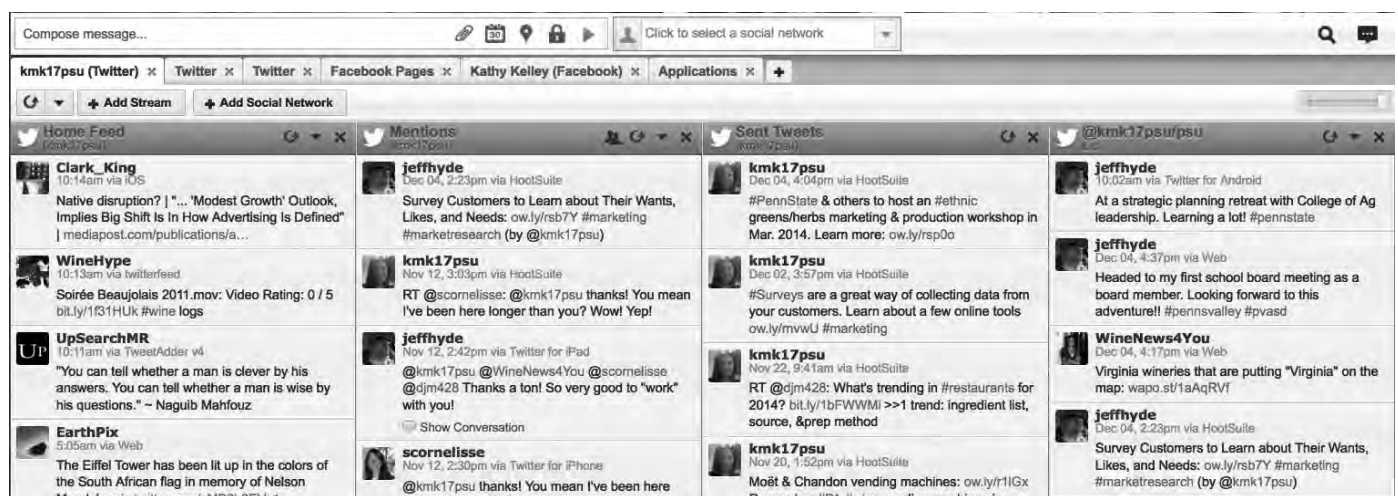 Compose message...
30
Click to select a social network
kmk17psu (Twitter) × Twitter × Twitter × Facebook Pages × Kathy Kelley (Facebook) × Applications × +
+ Add Stream + Add Social Network
Home Feed
(kmk17psu)
Clark_King
10:14am via iOS
Native disruption? | "... 'Modest Growth' Outlook,
Implies Big Shift Is In How Advertising Is Defined"
| mediapost.com/publications/a…
WineHype
10:13am via twitterfeed
Soirée Beaujolais 2011.mov: Video Rating: 0 / 5
bit.ly/1f31HUk #wine logs
UP
UpSearchMR
10:11am via TweetAdder v4
"You can tell whether a man is clever by his
answers. You can tell whether a man is wise by
his questions." ~ Naguib Mahfouz
EarthPix
5:05am via Web
The Eiffel Tower has been lit up in the colors of
the South African flag in memory of Nelson
Mentions
(kmk17psu)
jeffhyde
Dec 04, 2:23pm via HootSuite
Survey Customers to Learn about Their Wants,
Likes, and Needs: ow.ly/rsb7Y #marketing
#marketresearch (by @kmk17psu)
kmk17psu
Nov 12, 3:03pm via HootSuite
RT @scornelisse: @kmk17psu thanks! You mean
I've been here longer than you? Wow! Yep!
jeffhyde
Nov 12, 2:42pm via Twitter for iPad
@kmk17psu @WineNews4You @scornelisse
@djm428 Thanks a ton! So very good to "work"
with you!
Show Conversation
scornelisse
Nov 12, 2:30pm via Twitter for iPhone
@kmk17psu thanks! You mean I've been here
Sent Tweets
(kmk17psu)
kmk17psu
Dec 04, 4:04pm via HootSuite
#PennState & others to host an #ethnic
greens/herbs marketing & production workshop in
Mar. 2014. Learn more: ow.ly/rsp0o
kmk17psu
Dec 02, 3:57pm via HootSuite
#Surveys are a great way of collecting data from
your customers. Learn about a few online tools
ow.ly/mvwU #marketing
kmk17psu
Nov 22, 9:41am via HootSuite
RT @djm428: What's trending in #restaurants for
2014? bit.ly/1bFWWMi >>1 trend: ingredient list,
source, &prep method
kmk17psu
Nov 20, 1:52pm via HootSuite
Moët & Chandon vending machines: ow.ly/r1lGx
@kmk17psu/psu
jeffhyde
10:02am via Twitter for Android
At a strategic planning retreat with College of Ag
leadership. Learning a lot! #pennstate
jeffhyde
Dec 04, 4:37pm via Web
Headed to my first school board meeting as a
board member. Looking forward to this
adventure!! #pennsvalley #pvasd
WineNews4You
Dec 04, 4:17pm via Web
Virginia wineries that are putting "Virginia" on the
map: wapo.st/1aAqRVf
jeffhyde
Dec 04, 2:23pm via HootSuite
Survey Customers to Learn about Their Wants,
Likes, and Needs: ow.ly/rsb7Y #marketing
#marketresearch (by @kmk17psu)